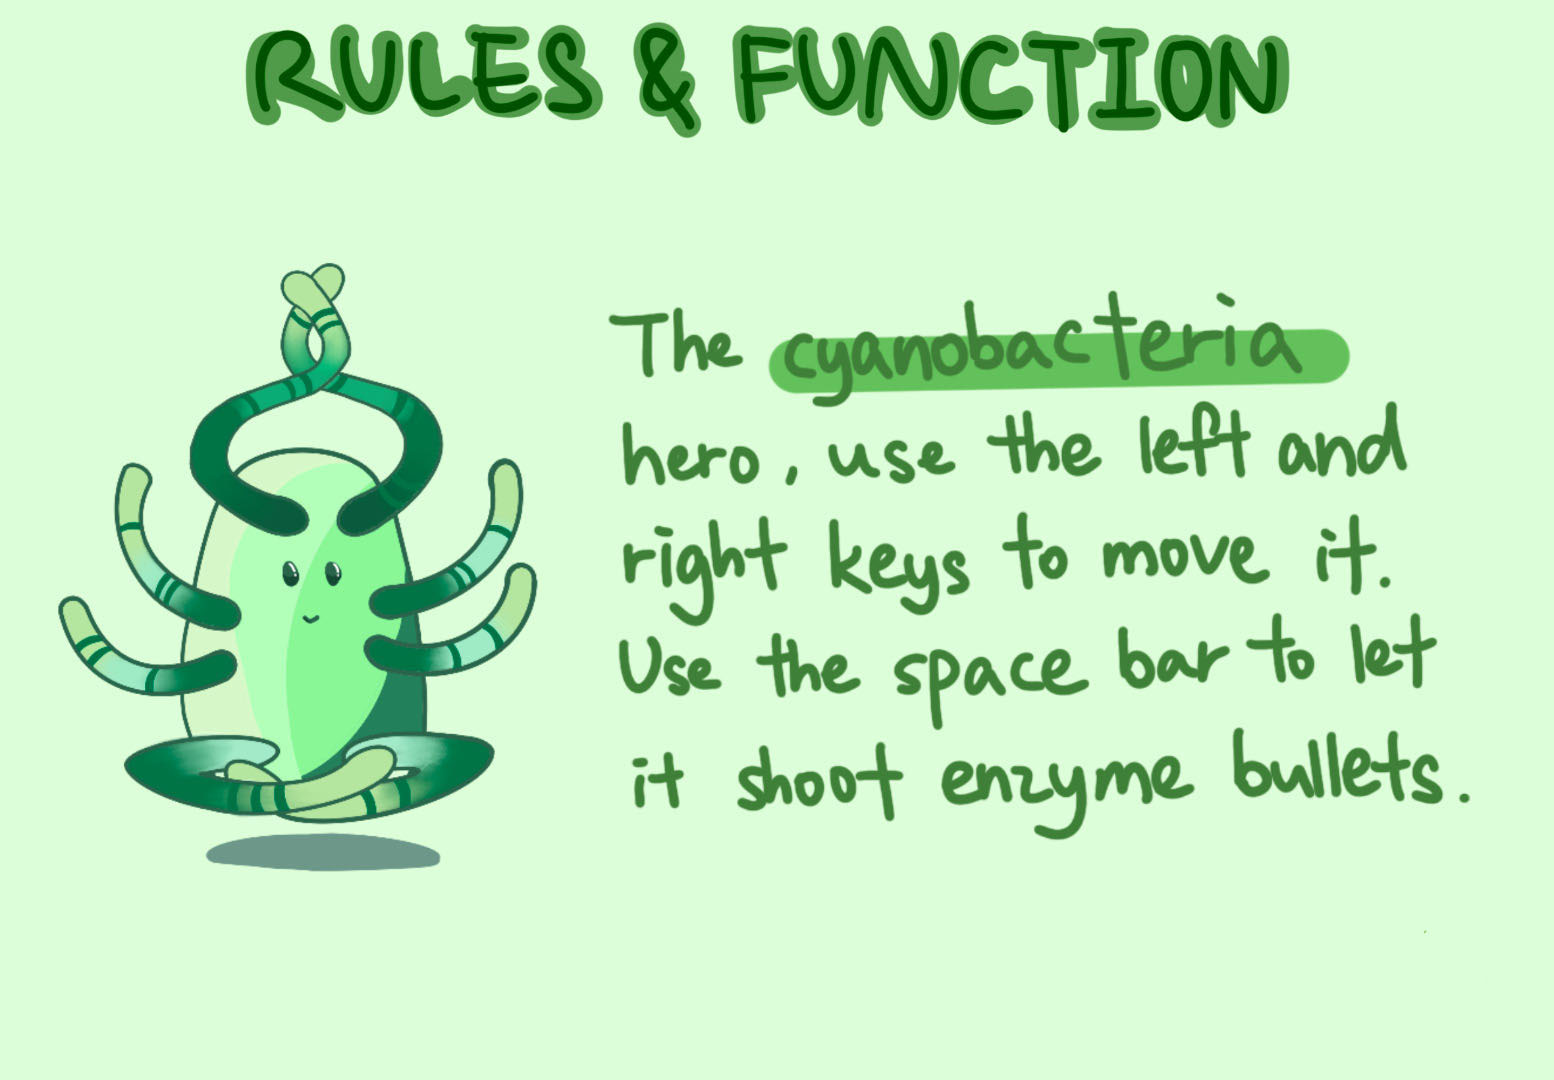 RULES & FUNCTION
The cyanobacteria
hero, use the left and
right keys to move it.
Use the space bar to let
it shoot enzyme bullets.